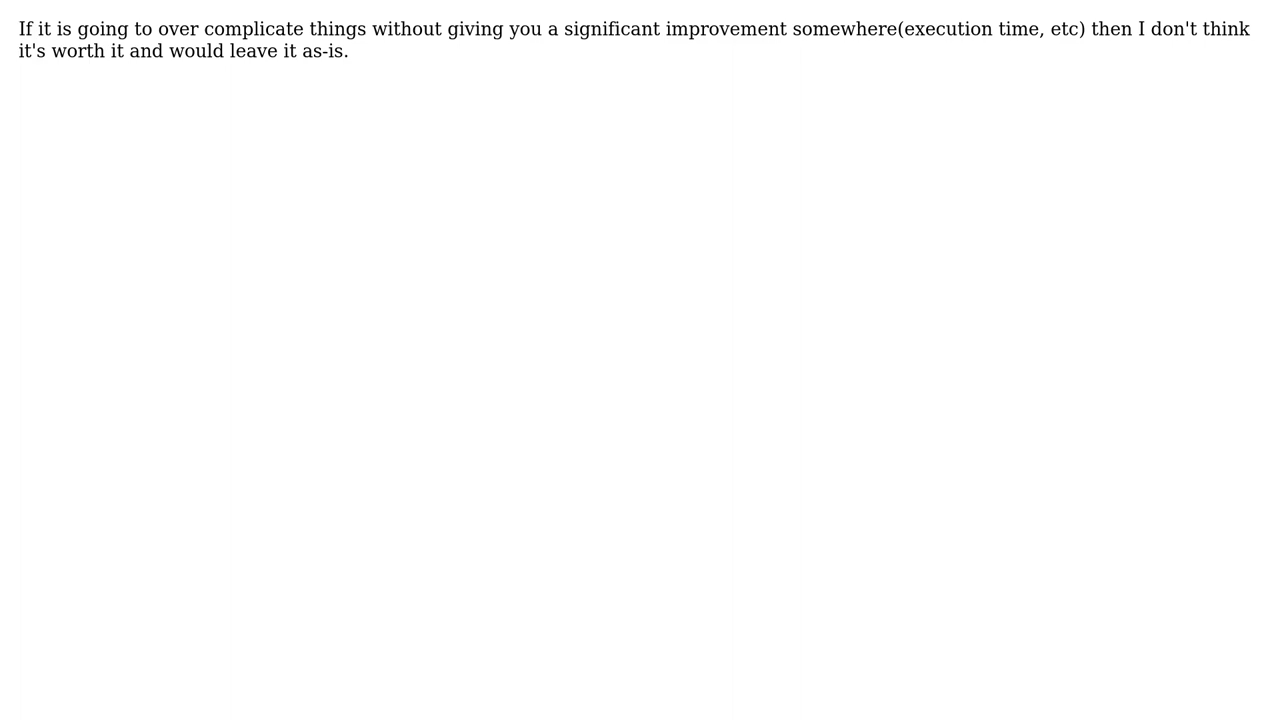 If it is going to over complicate things without giving you a significant improvement somewhere(execution time, etc) then I don't think
it's worth it and would leave it as-is.